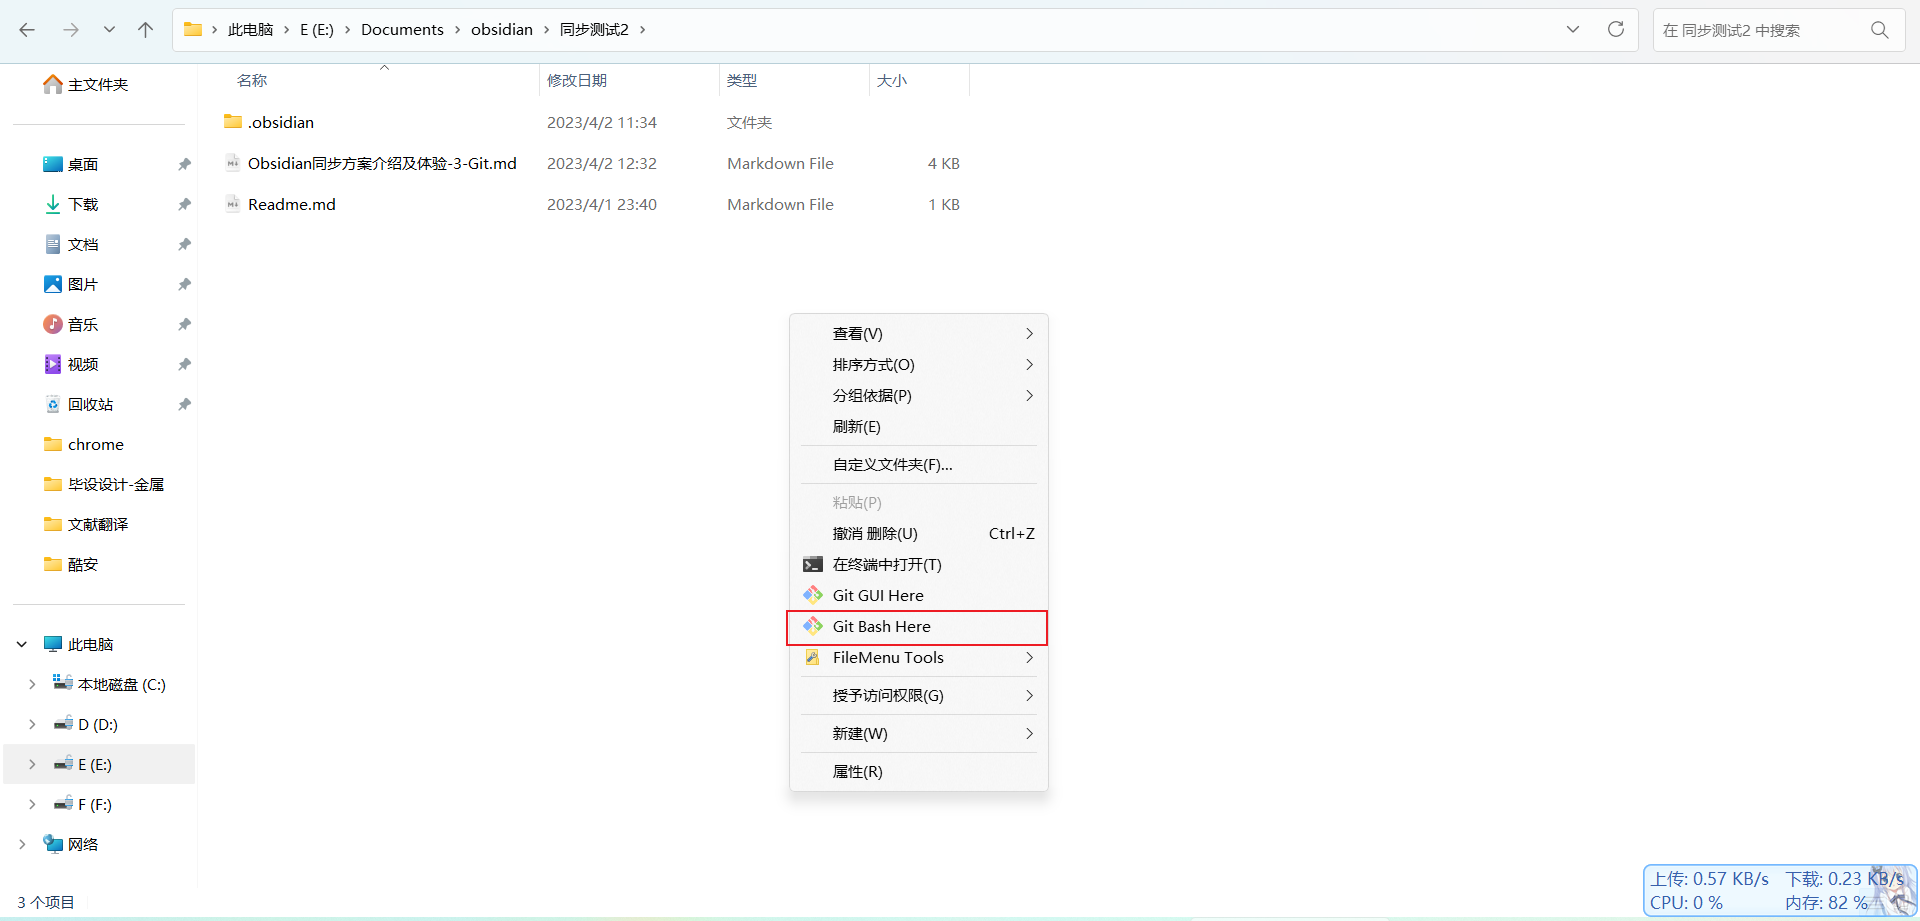 此电脑 E (E:) Documents obsidian 同步测试2
在 同步测试2 中搜索
主文件夹
桌面
下载
文档
图片
音乐
视频
回收站
chrome
毕设设计-金属
文献翻译
酷安
此电脑
本地磁盘 (C:)
D (D:)
E (E:)
F (F:)
网络
名称 修改日期 类型 大小
.obsidian 2023/4/2 11:34 文件夹
Obsidian同步方案介绍及体验-3-Git.md 2023/4/2 12:32 Markdown File 4 KB
Readme.md 2023/4/1 23:40 Markdown File 1 KB
查看(V)
排序方式(O)
分组依据(P)
刷新(E)
自定义文件夹(F)...
粘贴(P)
撤消 删除(U) Ctrl+Z
在终端中打开(T)
Git GUI Here
Git Bash Here
FileMenu Tools
授予访问权限(G)
新建(W)
属性(R)
3 个项目
上传: 0.57 KB/s 下载: 0.23 KB/s
CPU: 0 % 内存: 82 %